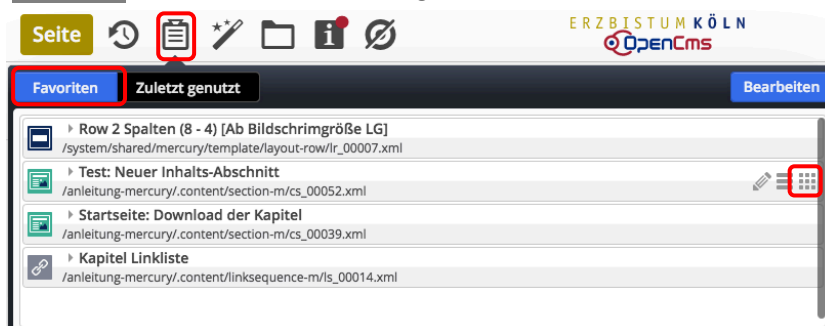 Seite
ERZBISTUM KÖLN
OpenCms
Favoriten
Zuletzt genutzt
Bearbeiten
Row 2 Spalten (8 - 4) [Ab Bildschrimgröße LG]
/system/shared/mercury/template/layout-row/lr_00007.xml
Test: Neuer Inhalts-Abschnitt
/anleitung-mercury/.content/section-m/cs_00052.xml
Startseite: Download der Kapitel
/anleitung-mercury/.content/section-m/cs_00039.xml
Kapitel Linkliste
/anleitung-mercury/.content/linksequence-m/ls_00014.xml